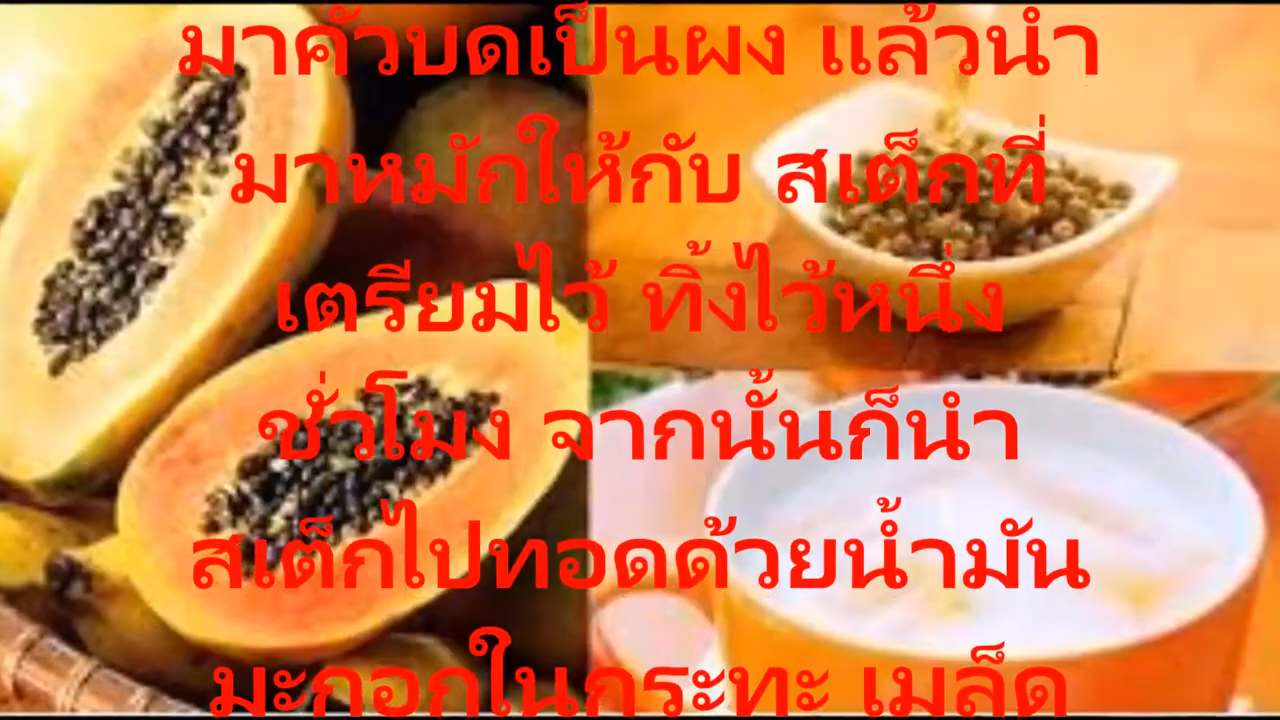 มาคั่วบดเป็นผง แล้วนำ
มาหมักให้กับ สเต็กที่
เตรียมไว้ ทิ้งไว้หนึ่ง
ชั่วโมง จากนั้นก็นำ
สเต็กไปทอดด้วยน้ำมัน
มะกอกในกระทะ เมล็ด